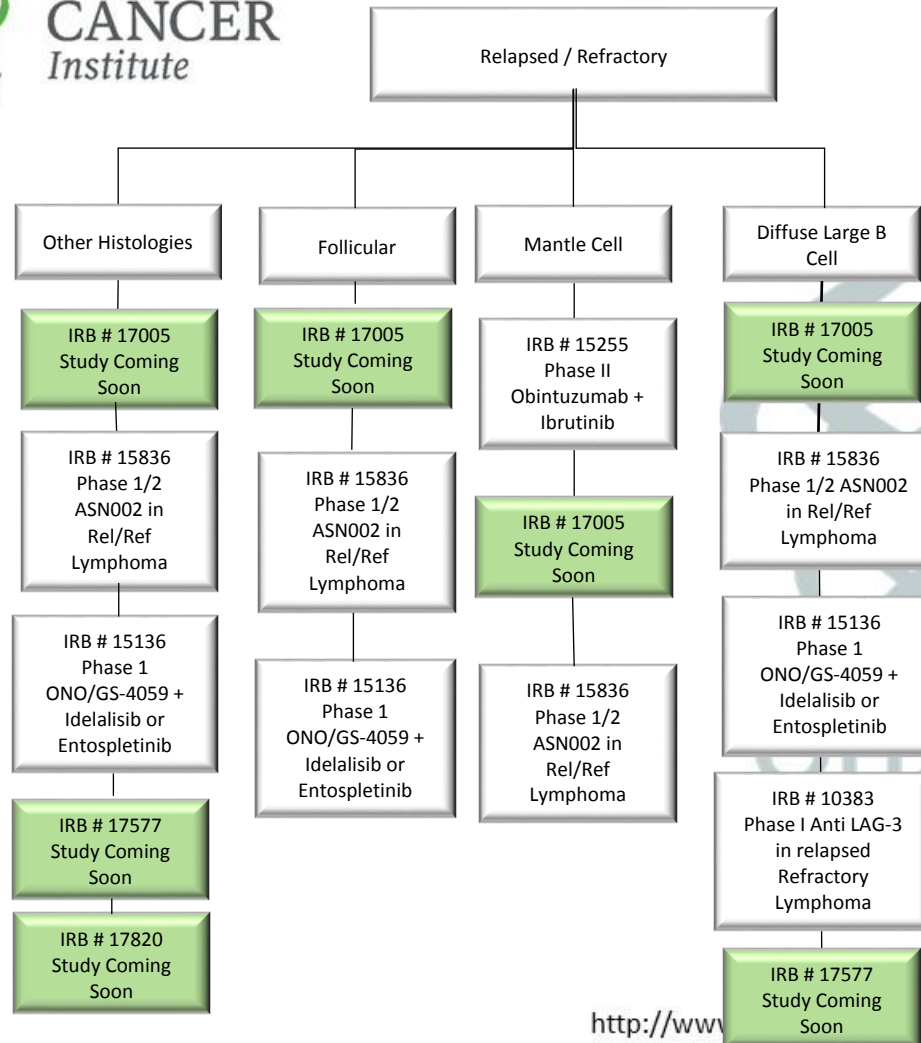 CANCER
Institute
Relapsed / Refractory
Other Histologies
IRB # 17005
Study Coming
Soon
IRB # 15836
Phase 1/2
ASN002 in
Rel/Ref
Lymphoma
IRB # 15136
Phase 1
ONO/GS-4059 +
Idelalisib or
Entospletinib
IRB # 17577
Study Coming
Soon
IRB # 17820
Study Coming
Soon
Follicular
IRB # 17005
Study Coming
Soon
IRB # 15836
Phase 1/2
ASN002 in
Rel/Ref
Lymphoma
IRB # 15136
Phase 1
ONO/GS-4059 +
Idelalisib or
Entospletinib
Mantle Cell
IRB # 15255
Phase II
Obintuzumab +
Ibrutinib
IRB # 17005
Study Coming
Soon
IRB # 15836
Phase 1/2
ASN002 in
Rel/Ref
Lymphoma
Diffuse Large B
Cell
IRB # 17005
Study Coming
Soon
IRB # 15836
Phase 1/2 ASN002
in Rel/Ref
Lymphoma
IRB # 15136
Phase 1
ONO/GS-4059 +
Idelalisib or
Entospletinib
IRB # 10383
Phase I Anti LAG-3
in relapsed
Refractory
Lymphoma
IRB # 17577
Study Coming
Soon
http://www